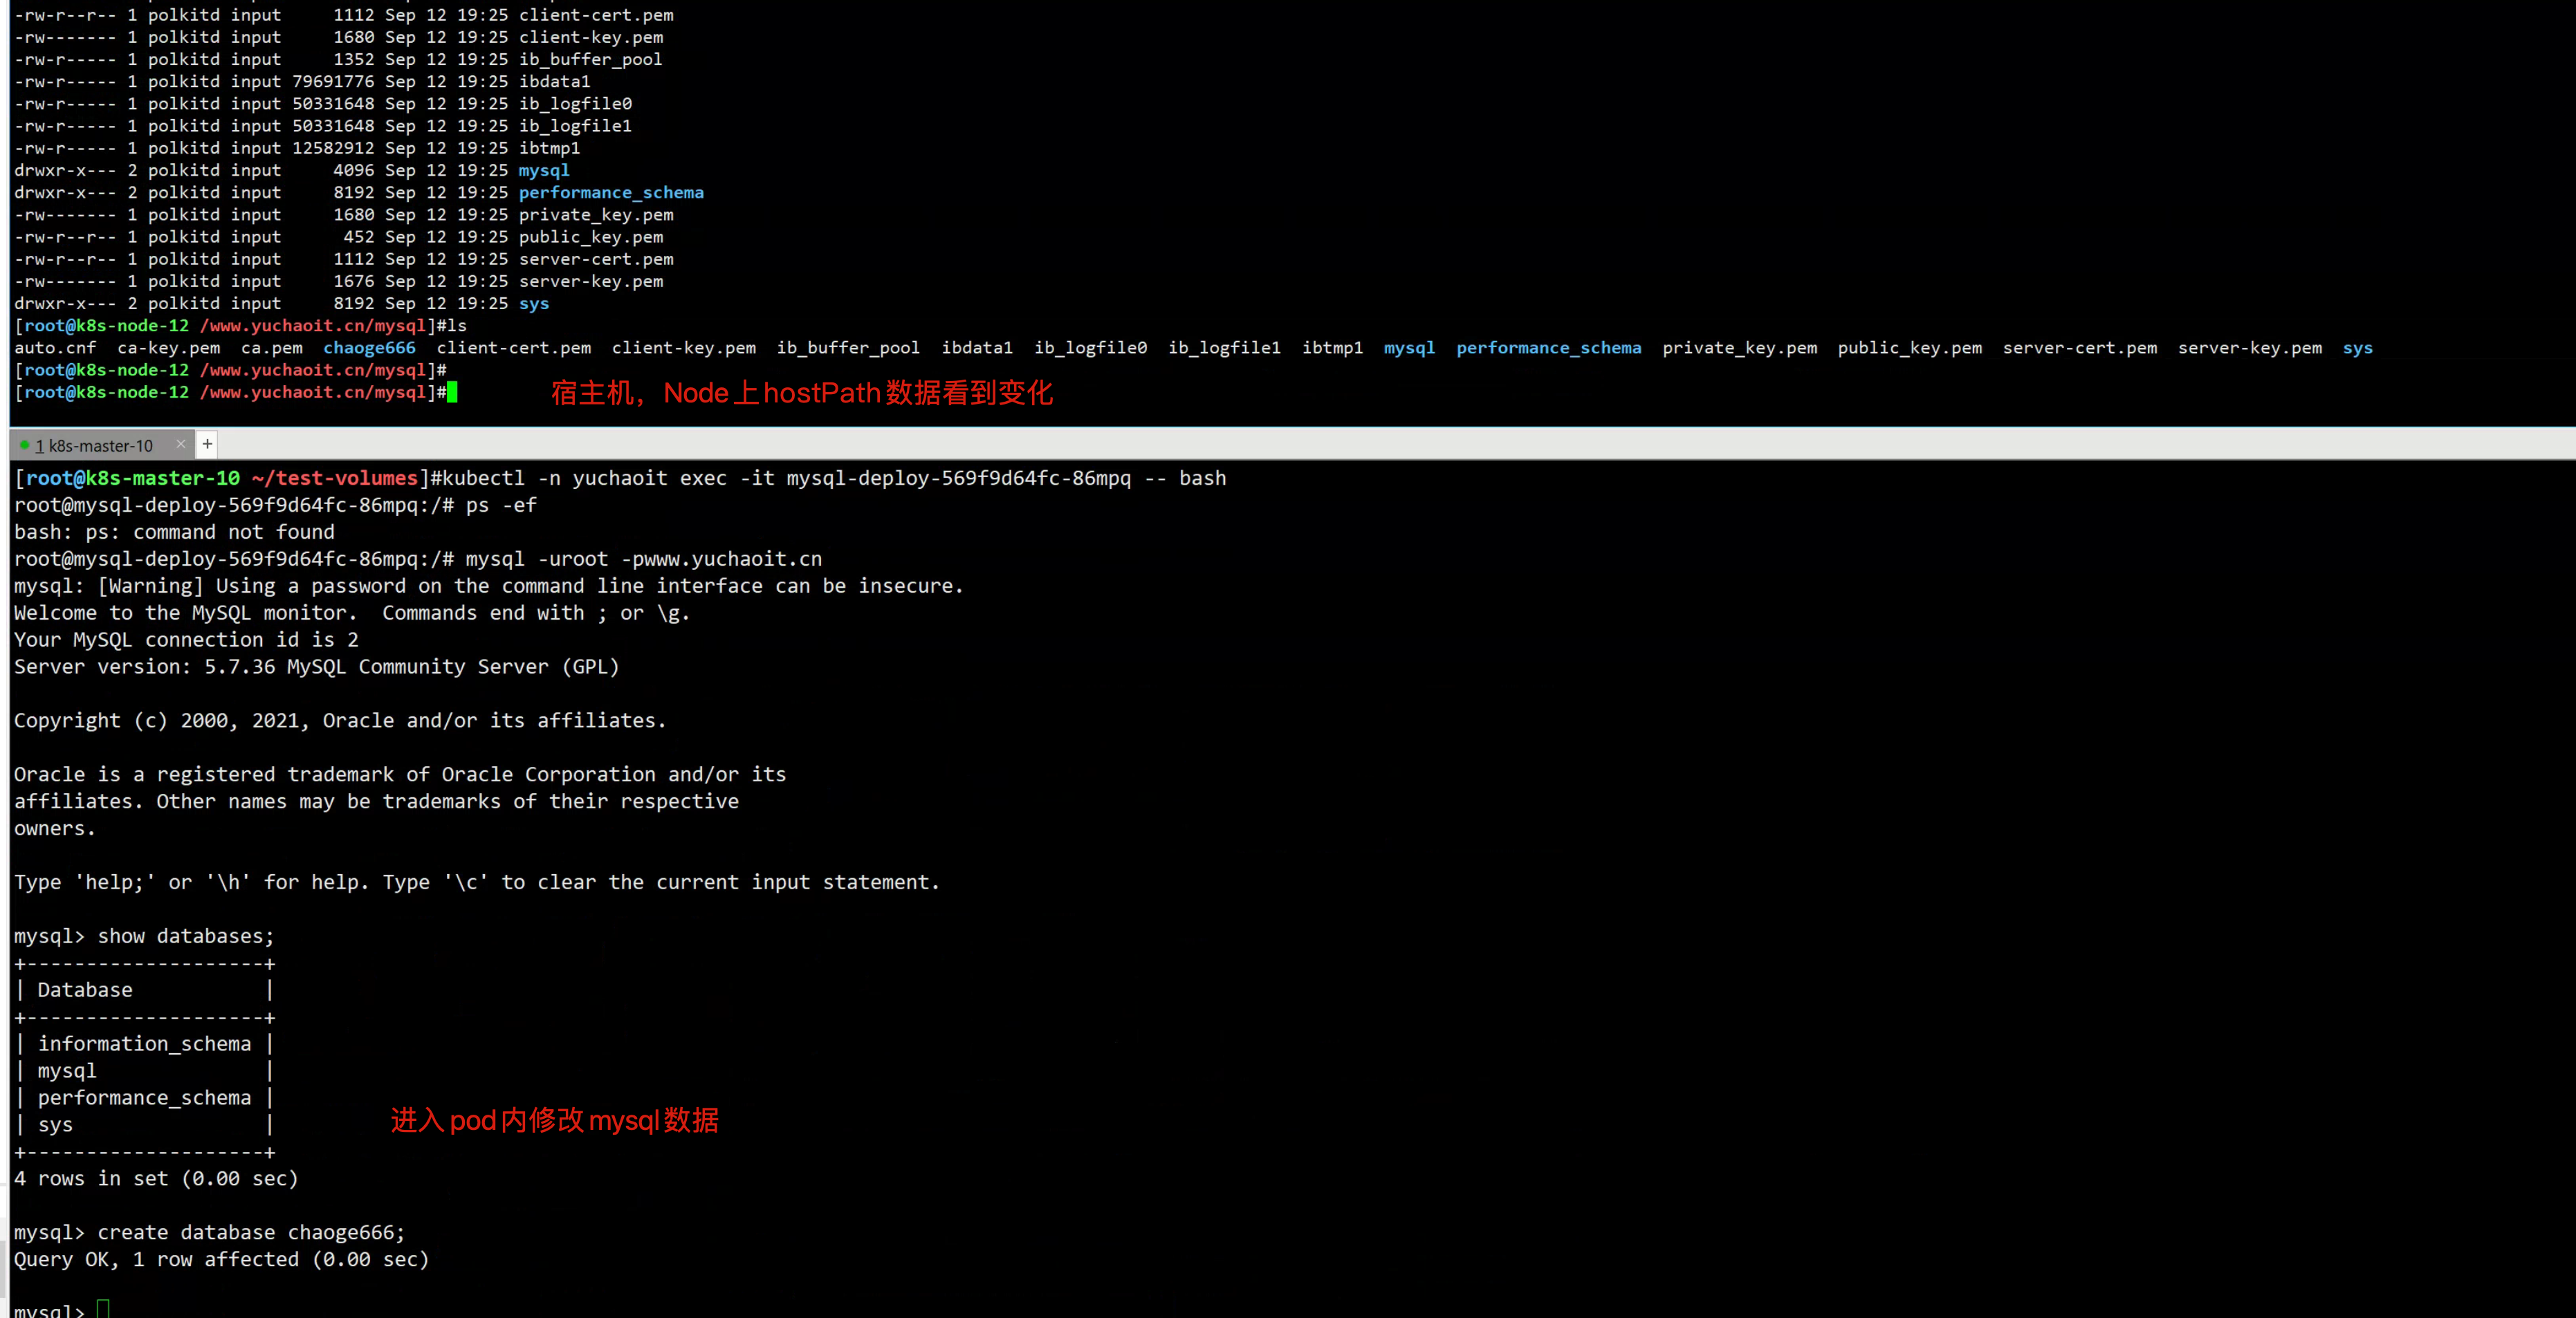 -rw-r--r-- 1 polkitd input     1112 Sep 12 19:25 client-cert.pem
-rw------- 1 polkitd input     1680 Sep 12 19:25 client-key.pem
-rw-r----- 1 polkitd input     1352 Sep 12 19:25 ib_buffer_pool
-rw-r----- 1 polkitd input 79691776 Sep 12 19:25 ibdata1
-rw-r----- 1 polkitd input 50331648 Sep 12 19:25 ib_logfile0
-rw-r----- 1 polkitd input 50331648 Sep 12 19:25 ib_logfile1
-rw-r----- 1 polkitd input 12582912 Sep 12 19:25 ibtmp1
drwxr-x--- 2 polkitd input     4096 Sep 12 19:25 mysql
drwxr-x--- 2 polkitd input     8192 Sep 12 19:25 performance_schema
-rw------- 1 polkitd input     1680 Sep 12 19:25 private_key.pem
-rw-r--r-- 1 polkitd input      452 Sep 12 19:25 public_key.pem
-rw-r--r-- 1 polkitd input     1112 Sep 12 19:25 server-cert.pem
-rw------- 1 polkitd input     1676 Sep 12 19:25 server-key.pem
drwxr-x--- 2 polkitd input     8192 Sep 12 19:25 sys
[root@k8s-node-12 /www.yuchaoit.cn/mysql]#ls
auto.cnf  ca-key.pem  ca.pem  chaoge666  client-cert.pem  client-key.pem  ib_buffer_pool  ibdata1  ib_logfile0  ib_logfile1  ibtmp1  mysql  performance_schema  private_key.pem  public_key.pem  server-cert.pem  server-key.pem  sys
[root@k8s-node-12 /www.yuchaoit.cn/mysql]#
[root@k8s-node-12 /www.yuchaoit.cn/mysql]#
宿主机，Node上hostPath数据看到变化
1 k8s-master-10 × +
[root@k8s-master-10 ~/test-volumes]#kubectl -n yuchaoit exec -it mysql-deploy-569f9d64fc-86mpq -- bash
root@mysql-deploy-569f9d64fc-86mpq:/# ps -ef
bash: ps: command not found
root@mysql-deploy-569f9d64fc-86mpq:/# mysql -uroot -pwww.yuchaoit.cn
mysql: [Warning] Using a password on the command line interface can be insecure.
Welcome to the MySQL monitor.  Commands end with ; or \g.
Your MySQL connection id is 2
Server version: 5.7.36 MySQL Community Server (GPL)
Copyright (c) 2000, 2021, Oracle and/or its affiliates.
Oracle is a registered trademark of Oracle Corporation and/or its
affiliates. Other names may be trademarks of their respective
owners.
Type 'help;' or '\h' for help. Type '\c' to clear the current input statement.
mysql> show databases;
+--------------------+
| Database           |
+--------------------+
| information_schema |
| mysql              |
| performance_schema |
| sys                |
+--------------------+
进入pod内修改mysql数据
4 rows in set (0.00 sec)
mysql> create database chaoge666;
Query OK, 1 row affected (0.00 sec)
mysql>